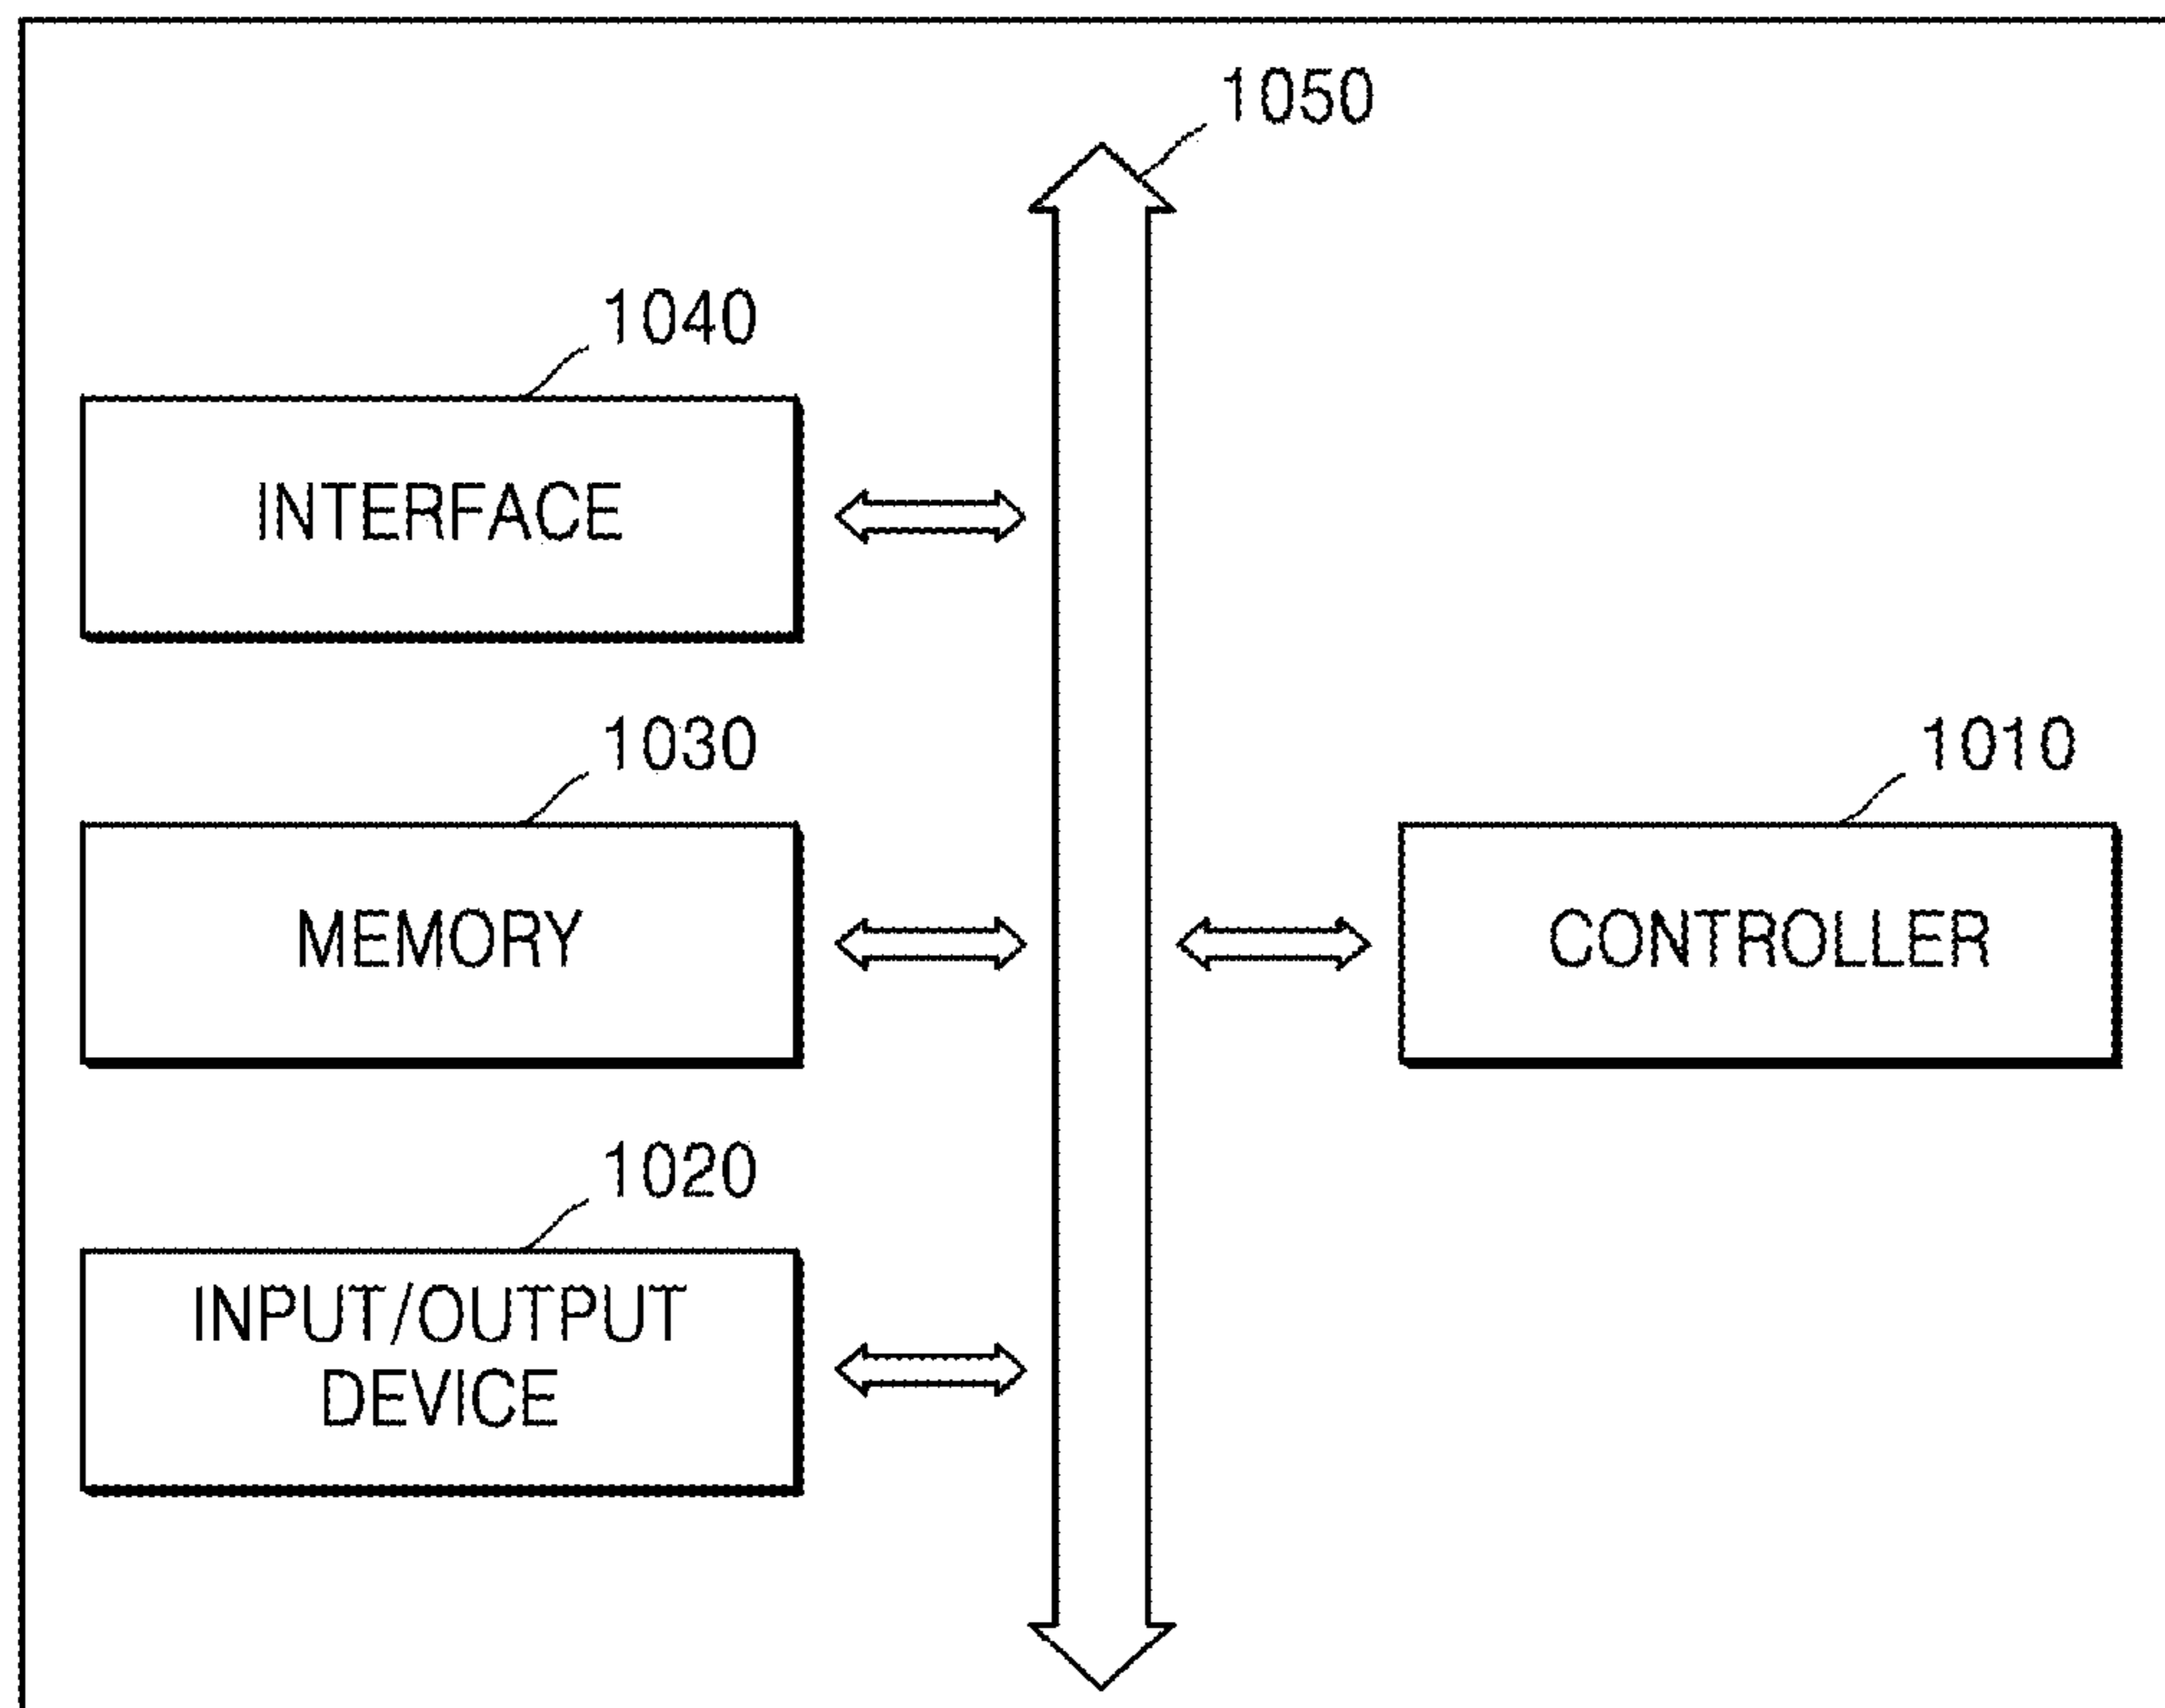 1050
1040
INTERFACE
1030
1010
MEMORY
CONTROLLER
1020
INPUT/OUTPUT
DEVICE